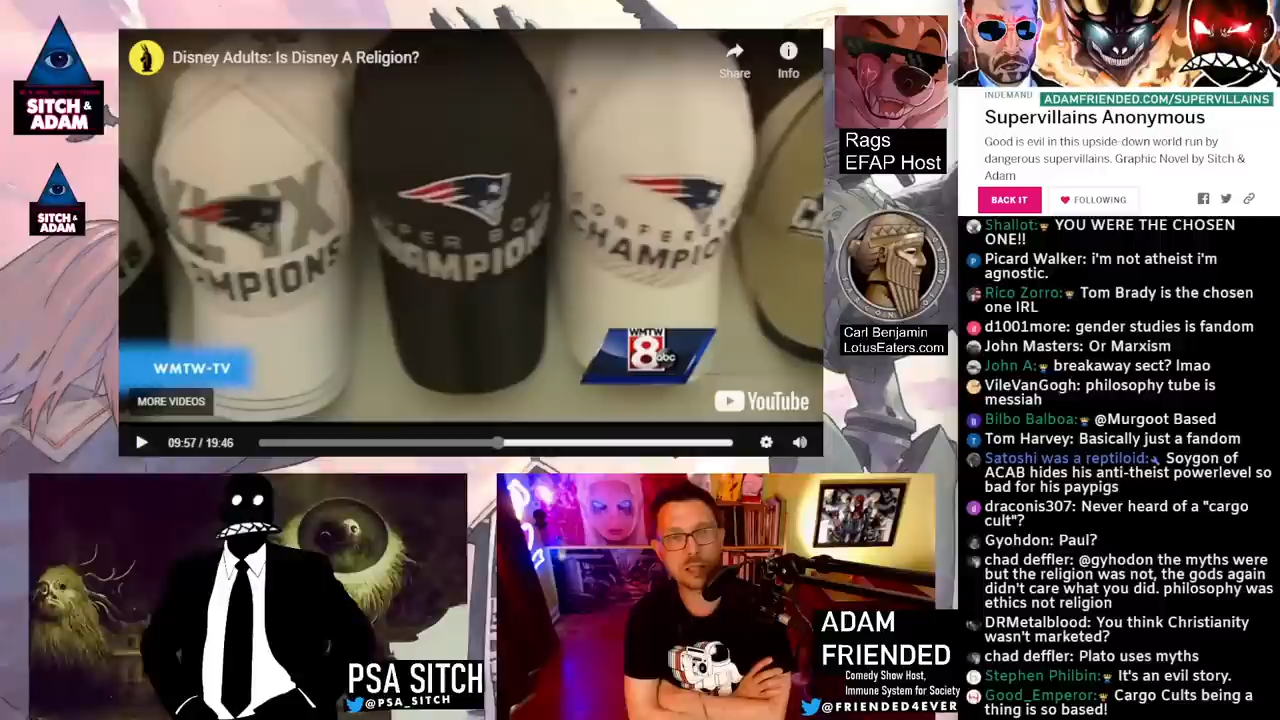 SITCH &
ADAM
SITCH &
ADAM
Disney Adults: Is Disney A Religion?
Share
Info
MPIONS
CHAMPIONS
CHAMPIO
WMTW
8
abc
WMTW-TV
MORE VIDEOS
YouTube
09:57 / 19:46
Rags
EFAP Host
Carl Benjamin
LotusEaters.com
INDEMAND
ADAMFRIENDED.COM/SUPERVILLAINS
Supervillains Anonymous
Good is evil in this upside-down world run by
dangerous supervillains. Graphic Novel by Sitch &
Adam
BACK IT
FOLLOWING
Shallot: YOU WERE THE CHOSEN
ONE!!
Picard Walker: i'm not atheist i'm
agnostic.
Rico Zorro: Tom Brady is the chosen
one IRL
d1001more: gender studies is fandom
John Masters: Or Marxism
John A: breakaway sect? lmao
VileVanGogh: philosophy tube is
messiah
Bilbo Balboa: @Murgoot Based
Tom Harvey: Basically just a fandom
Satoshi was a reptiloid: Soygon of
ACAB hides his anti-theist powerlevel so
bad for his paypigs
draconis307: Never heard of a "cargo
cult"?
Gyohdon: Paul?
chad deffler: @gyhodon the myths were
but the religion was not, the gods again
didn't care what you did. philosophy was
ethics not religion
DRMetalblood: You think Christianity
wasn't marketed?
chad deffler: Plato uses myths
Stephen Philbin: It's an evil story.
Good_Emperor: Cargo Cults being a
thing is so based!
PSA SITCH
@PSA_SITCH
ADAM
FRIENDED
Comedy Show Host,
Immune System for Society
@FRIENDED4EVER